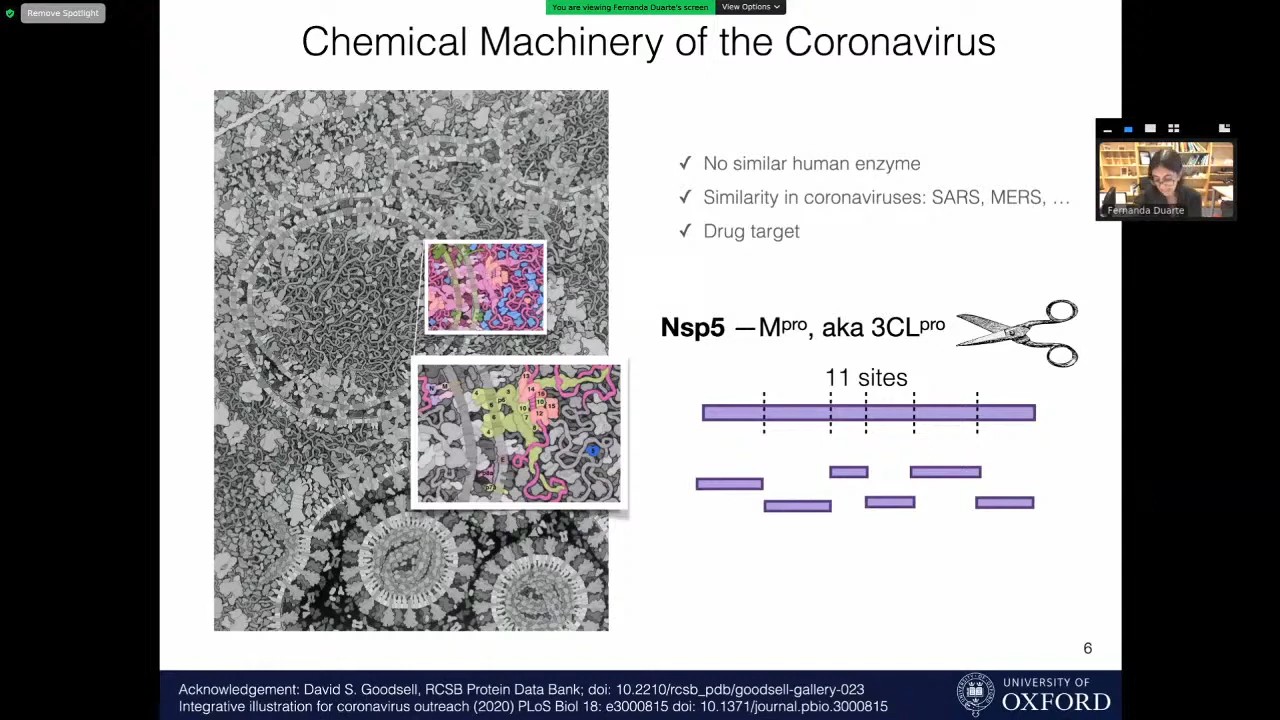 Remove Spotlight
You are viewing Fernanda Duarte's screen
View Options
Chemical Machinery of the Coronavirus
✓ No similar human enzyme
✓ Similarity in coronaviruses: SARS, MERS, …
✓ Drug target
Fernanda Duarte
Nsp5 —Mpro, aka 3CLpro
11 sites
6
Acknowledgement: David S. Goodsell, RCSB Protein Data Bank; doi: 10.2210/rcsb_pdb/goodsell-gallery-023
Integrative illustration for coronavirus outreach (2020) PLoS Biol 18: e3000815 doi: 10.1371/journal.pbio.3000815
UNIVERSITY OF
OXFORD